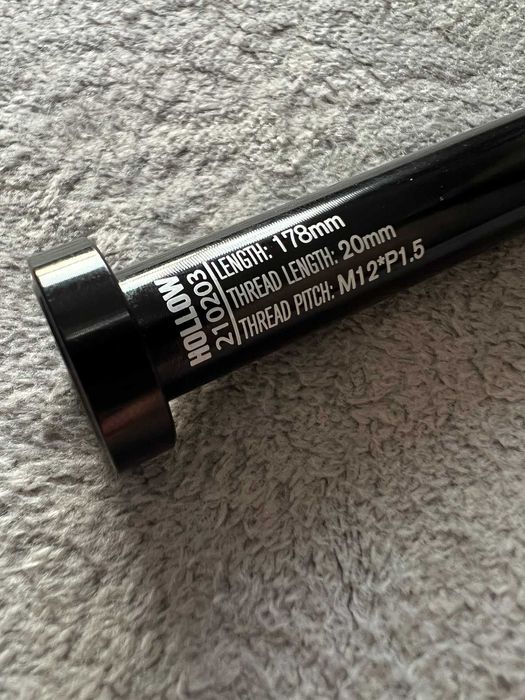 HOLLOW
210203
LENGTH: 178mm
THREAD LENGTH: 20mm
THREAD PITCH: M12*P1.5